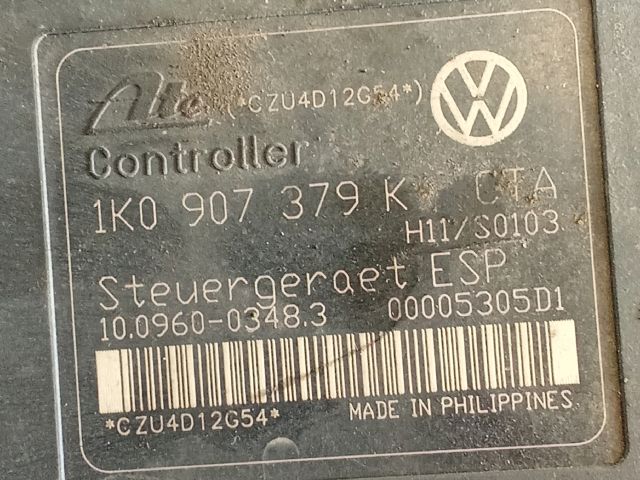 Ate (*CZU4D12G54*)
Controller
1K0 907 379 K CTA
H11/S0103
Steuergeraet ESP
10.0960-0348.3 00005305D1
*CZU4D12G54* MADE IN PHILIPPINES